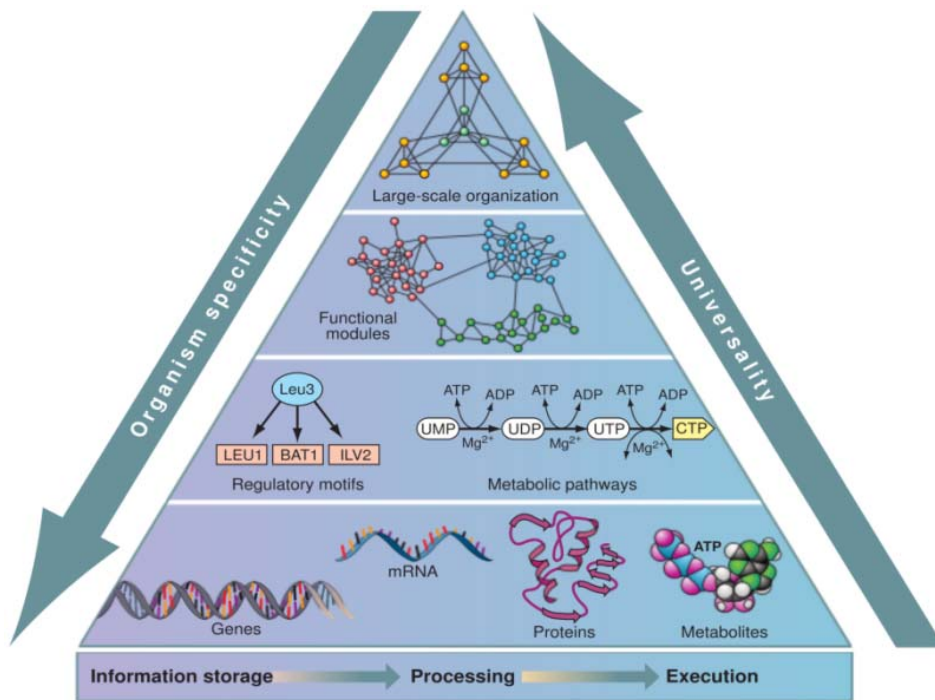 Large-scale organization
Organism specificity
Universality
Functional
modules
Leu3
LEU1 BAT1 ILV2
Regulatory motifs
ATP ADP ATP ADP ATP ADP
UMP UDP UTP CTP
Mg2+ Mg2+ Mg2+
Metabolic pathways
mRNA
ATP
Genes
Proteins
Metabolites
Information storage Processing Execution